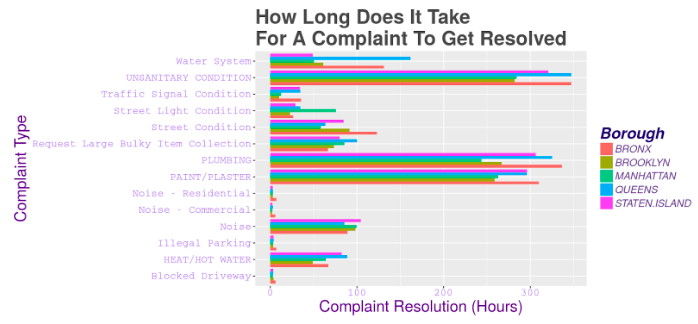 How Long Does It Take
For A Complaint To Get Resolved
Complaint Type
Water System
UNSANITARY CONDITION
Traffic Signal Condition
Street Light Condition
Street Condition
Request Large Bulky Item Collection
PLUMBING
PAINT/PLASTER
Noise - Residential
Noise - Commercial
Noise
Illegal Parking
HEAT/HOT WATER
Blocked Driveway
0 100 200 300
Complaint Resolution (Hours)
Borough
BRONX
BROOKLYN
MANHATTAN
QUEENS
STATEN.ISLAND